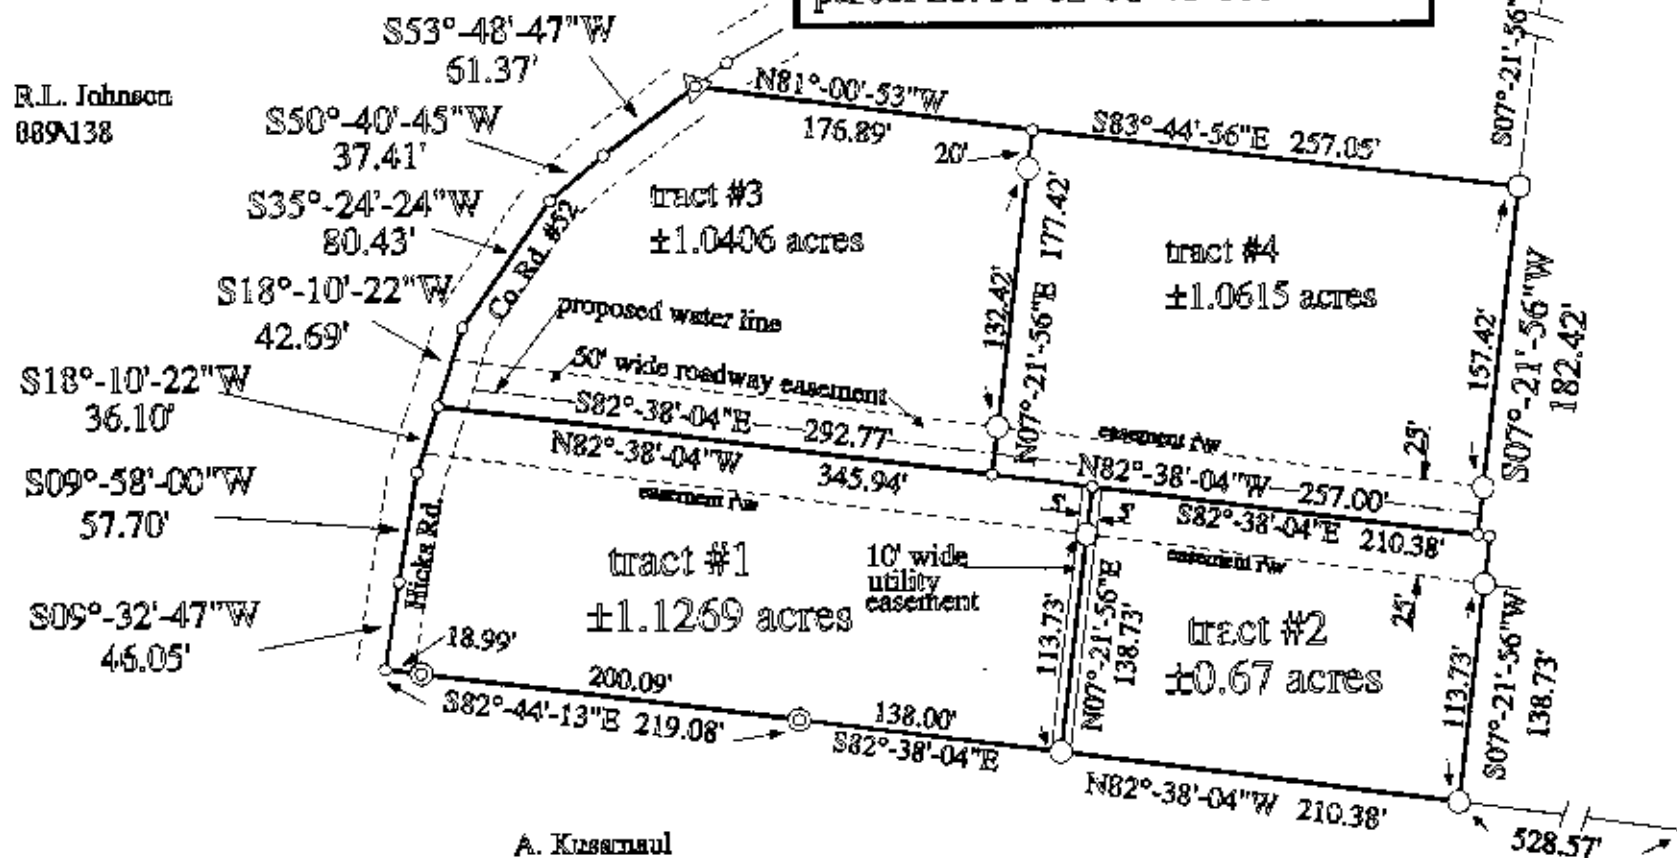 S53°-48'-47"W
61.37'
R.L. Johnson
889\138
S50°-40'-45"W
37.41'
S35°-24'-24"W
80.43'
S18°-10'-22"W
42.69'
S18°-10'-22"W
36.10'
S09°-58'-00"W
57.70'
S09°-32'-47"W
46.05'
N81°-00'-53"W
176.89'
S83°-44'-56"E 257.05'
S07°-21'-56"
20'
tract #3
±1.0406 acres
Co. Rd. #52
132.42'
N07°-21'-56"E 177.42'
tract #4
±1.0615 acres
157.42'
S07°-21'-56"W
182.42'
proposed water line
50' wide roadway easement
S82°-38'-04"E 292.77'
N82°-38'-04"W 345.94'
easement r\w
easement r\w
25'
N82°-38'-04"W 257.00'
S82°-38'-04"E 210.38'
easement r\w
25'
5'
5'
Hicks Rd.
tract #1
±1.1269 acres
10' wide
utility
easement
113.73'
N07°-21'-56"E
138.73'
tract #2
±0.67 acres
113.73'
S07°-21'-56"W
138.73'
18.99'
200.09'
S82°-44'-13"E 219.08'
138.00'
S82°-38'-04"E
N82°-38'-04"W 210.38'
528.57'
A. Kussmaul